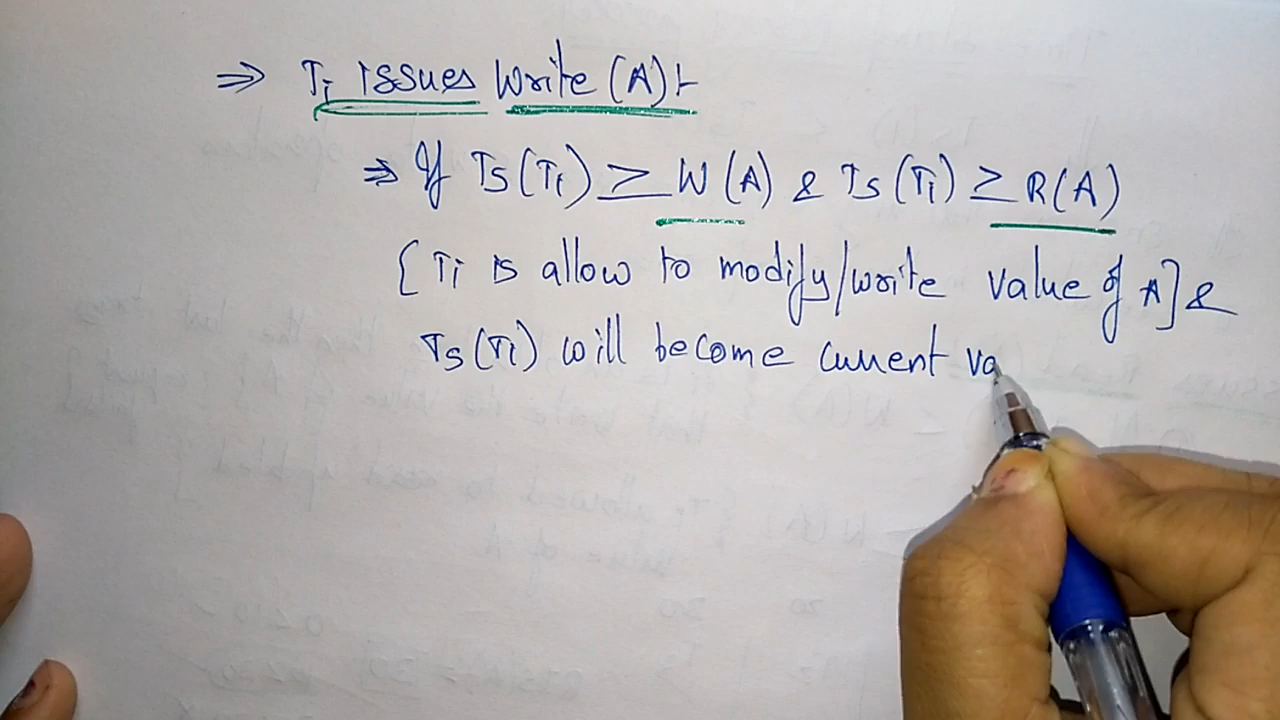 ⇒ Ti issues write (A):-
⇒ If Ts(Ti) ≥ W(A) & Ts(Ti) ≥ R(A)
{Ti is allow to modify/write value of A] &
Ts(Ti) will become current va